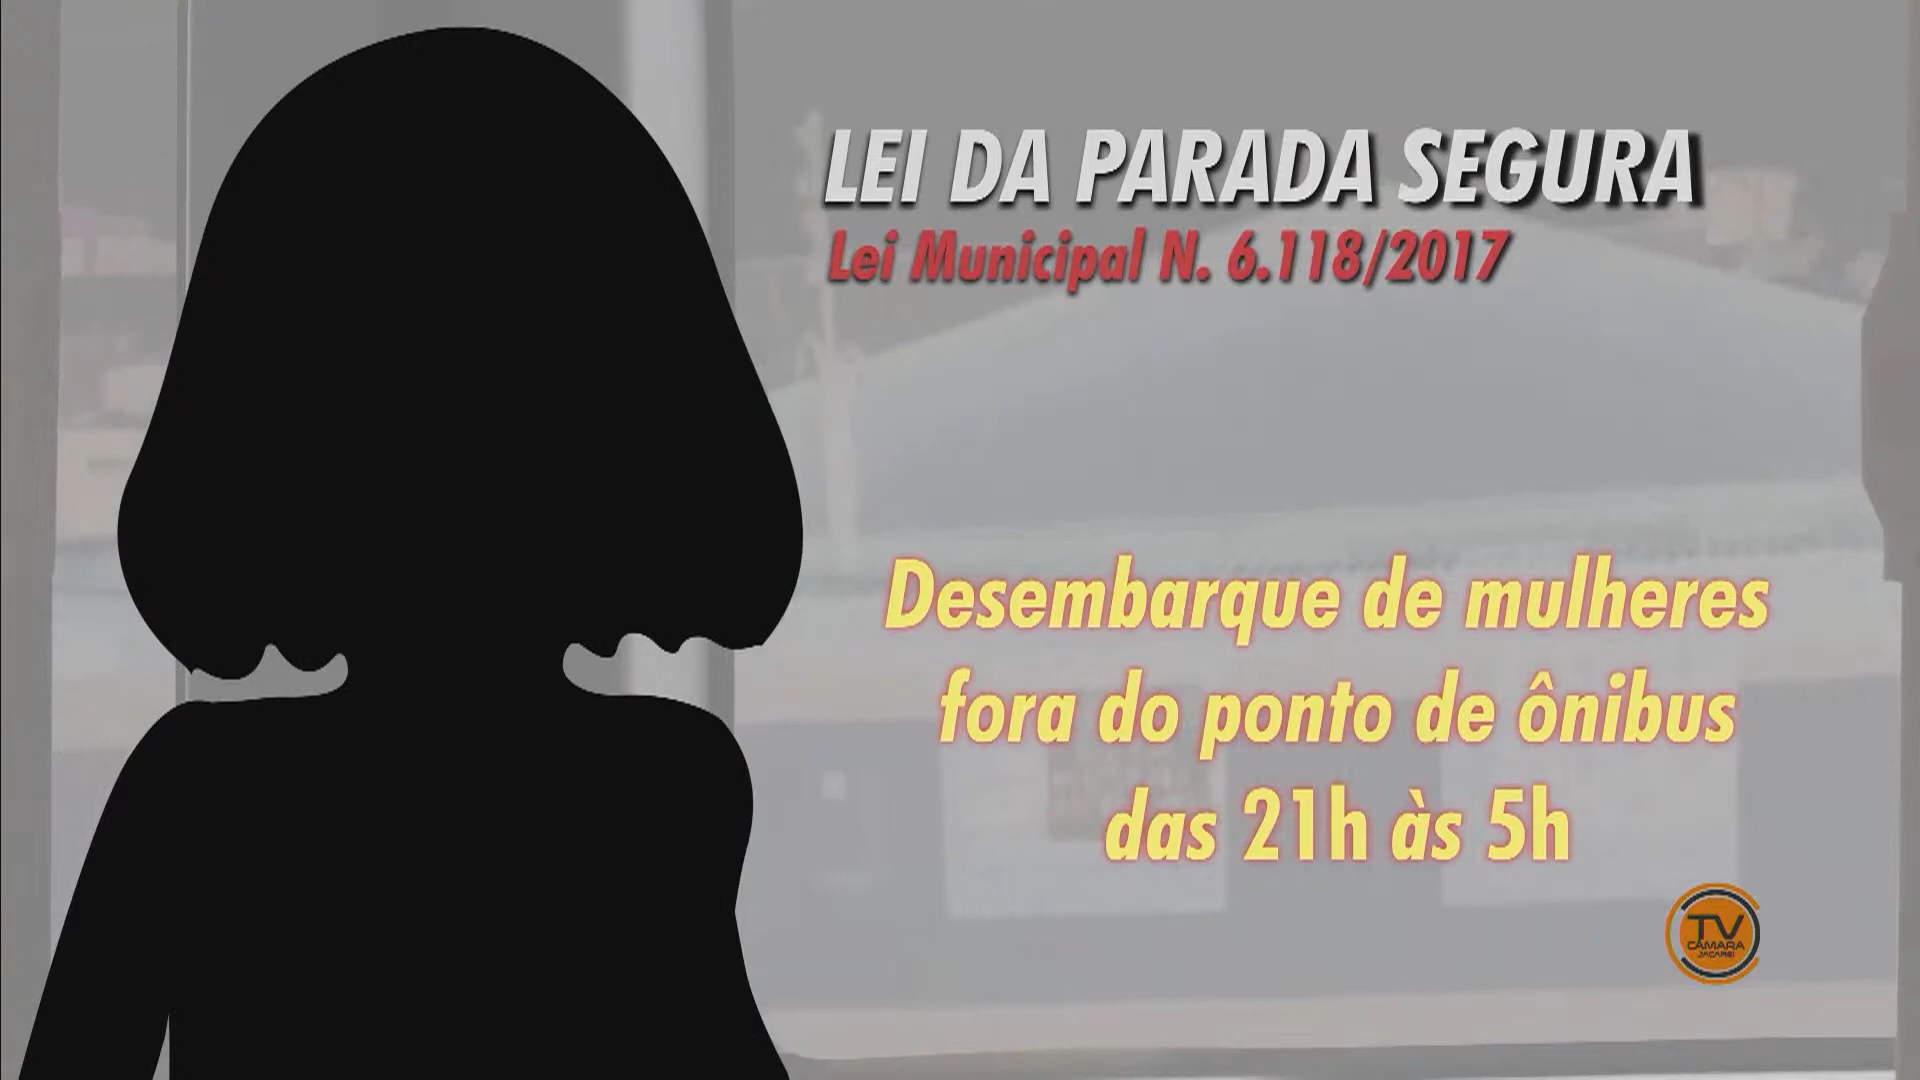 LEI DA PARADA SEGURA
Lei Municipal N. 6.118/2017
Desembarque de mulheres
fora do ponto de ônibus
das 21h às 5h
TV
CÂMARA
JACAREÍ